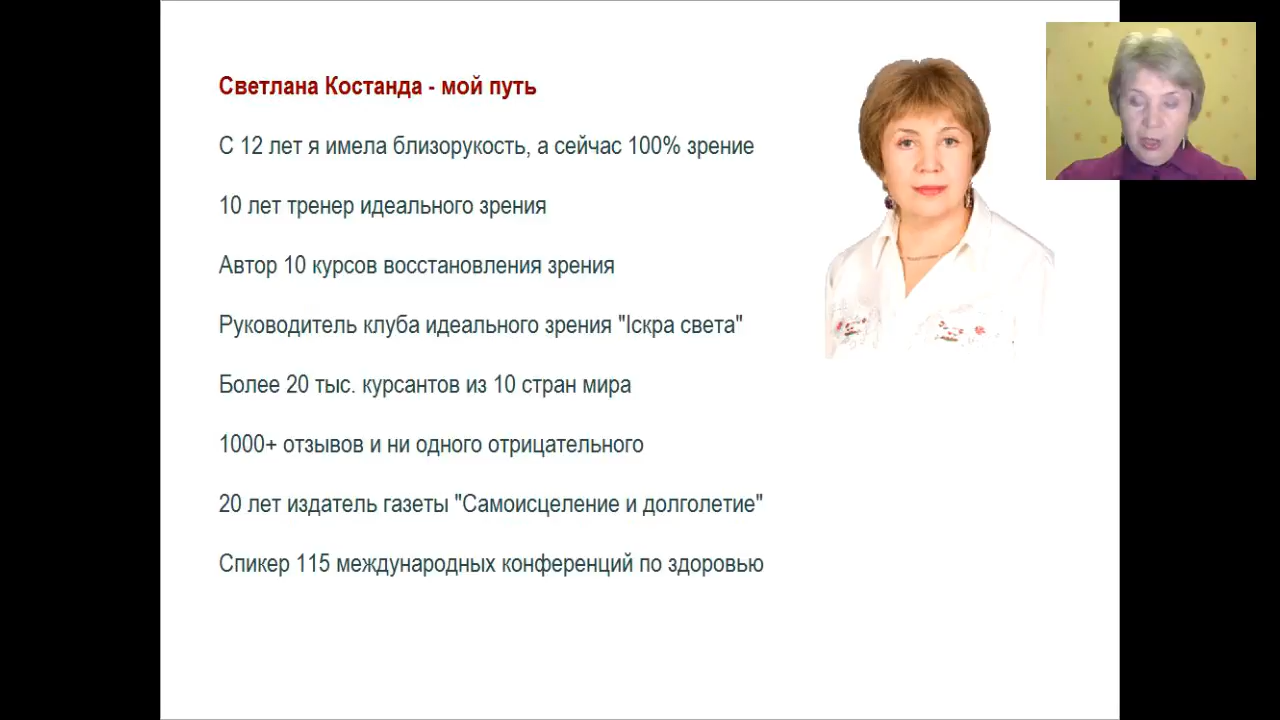 Светлана Костанда - мой путь
С 12 лет я имела близорукость, а сейчас 100% зрение
10 лет тренер идеального зрения
Автор 10 курсов восстановления зрения
Руководитель клуба идеального зрения "Іскра света"
Более 20 тыс. курсантов из 10 стран мира
1000+ отзывов и ни одного отрицательного
20 лет издатель газеты "Самоисцеление и долголетие"
Спикер 115 международных конференций по здоровью